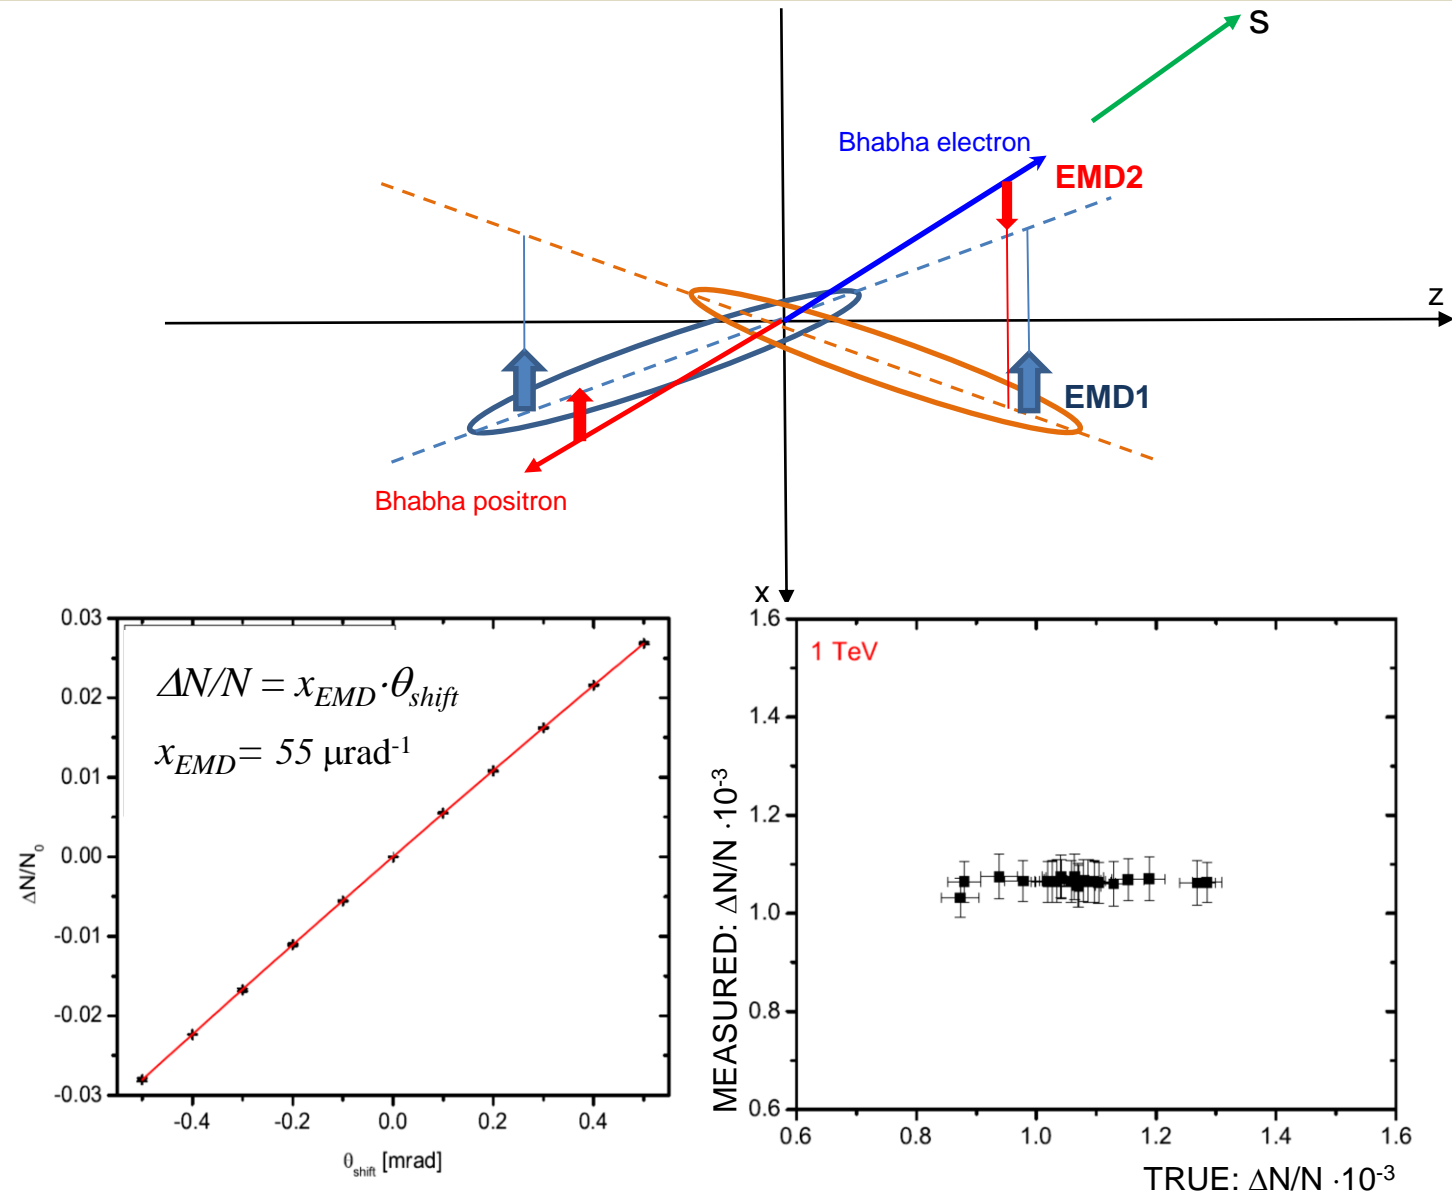 S
Bhabha electron
EMD2
z
EMD1
Bhabha positron
x
0.03
0.02
0.01
0.00
-0.01
-0.02
-0.03
ΔN/N₀
ΔN/N = x_EMD·θ_shift
x_EMD= 55 μrad⁻¹
-0.4 -0.2 0.0 0.2 0.4
θ_shift [mrad]
1.6
1.4
1.2
1.0
0.8
0.6
MEASURED: ΔN/N ·10⁻³
1 TeV
0.6 0.8 1.0 1.2 1.4 1.6
TRUE: ΔN/N ·10⁻³